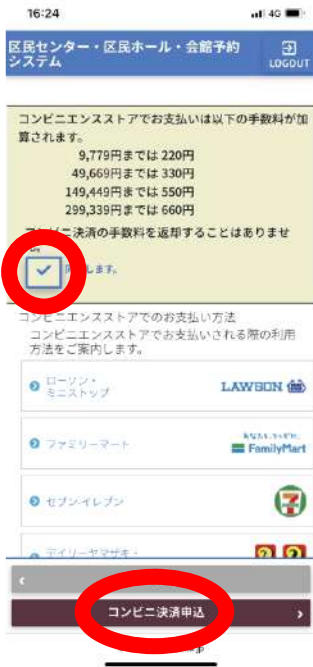 16:24
4G
区民センター・区民ホール・会館予約
システム
LOGOUT
コンビニエンスストアでお支払いは以下の手数料が加
算されます。
9,779円までは 220円
49,669円までは 330円
149,449円までは 550円
299,339円までは 660円
コンビニ決済の手数料を返却することはありませ
します。
コンビニエンスストアでのお支払い方法
コンビニエンスストアでお支払いされる際の利用
方法をご案内します。
ローソン・
ミニストップ
LAWSON
ファミリーマート
FamilyMart
セブン-イレブン
デイリーヤマザキ・
コンビニ決済申込